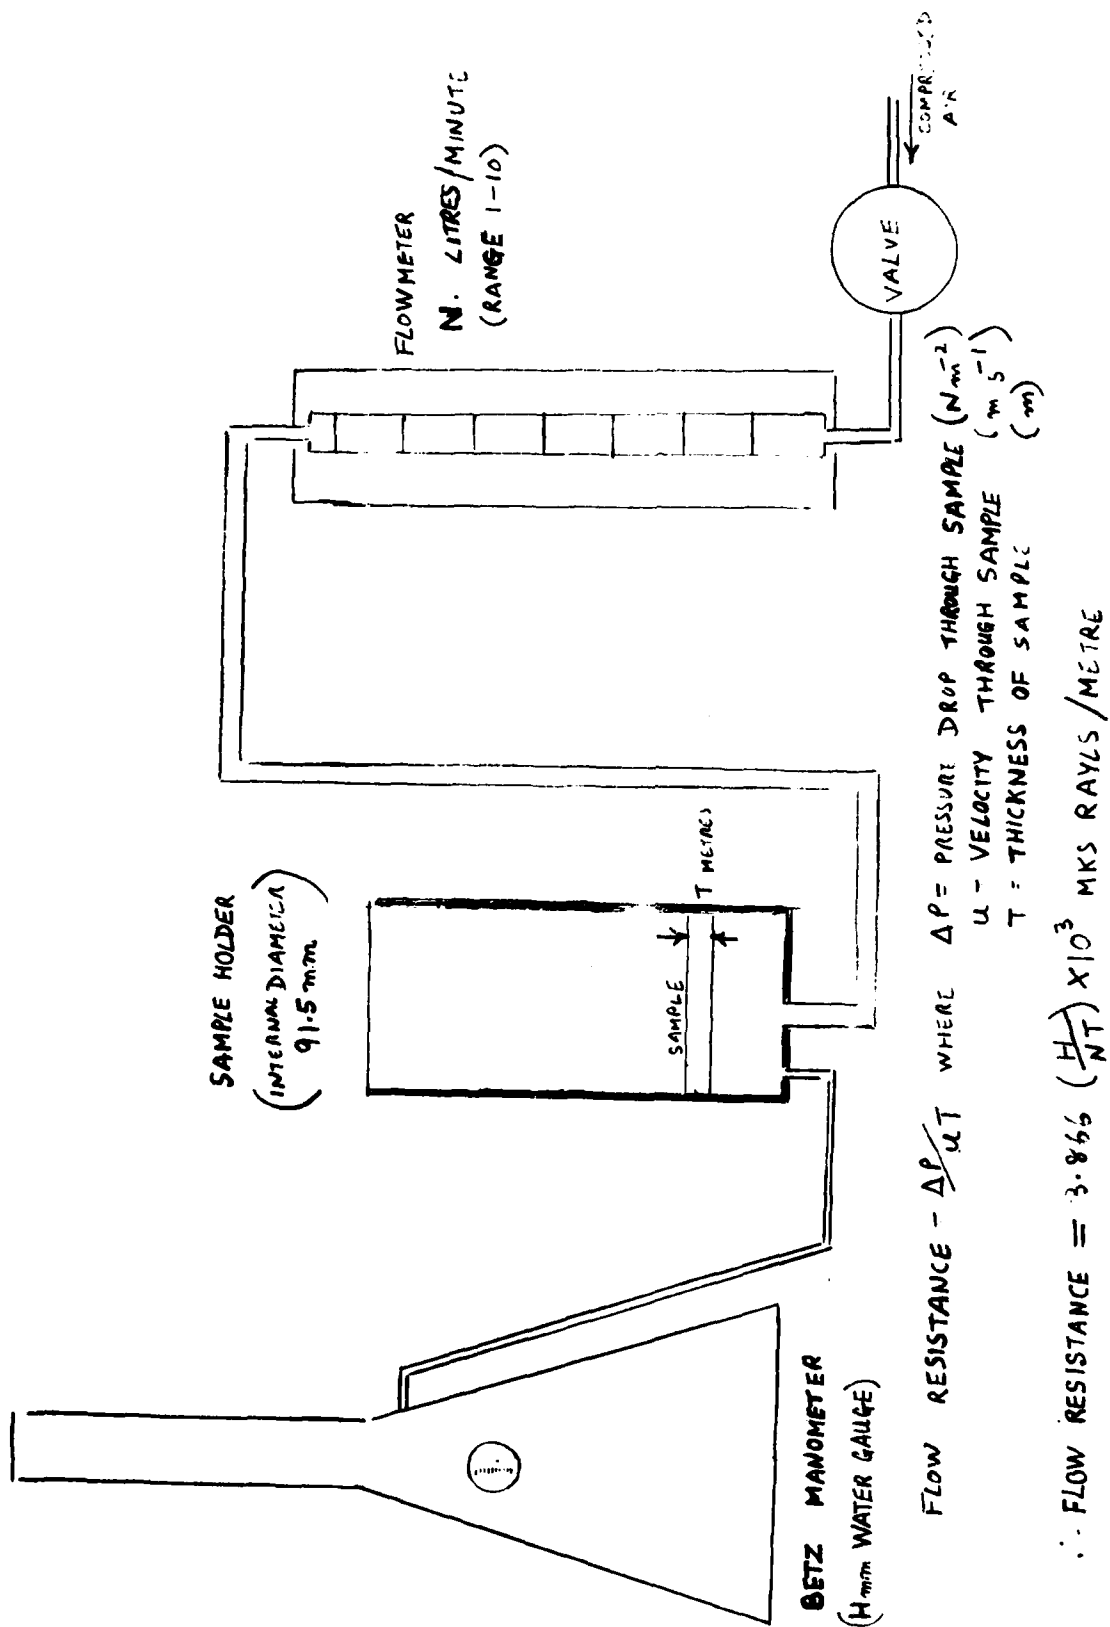 SAMPLE HOLDER
(INTERNAL DIAMETER
91.5mm)
FLOWMETER
N. LITRES/MINUTE
(RANGE 1-10)
SAMPLE
T METRES
VALVE
COMPRESSED
AIR
BETZ MANOMETER
(Hmm WATER GAUGE)
FLOW RESISTANCE - ΔP/uT WHERE ΔP = PRESSURE DROP THROUGH SAMPLE (Nm⁻²)
u - VELOCITY THROUGH SAMPLE (m s⁻¹)
T = THICKNESS OF SAMPLE (m)
∴ FLOW RESISTANCE = 3.866 (H/NT) X10³ MKS RAYLS/METRE